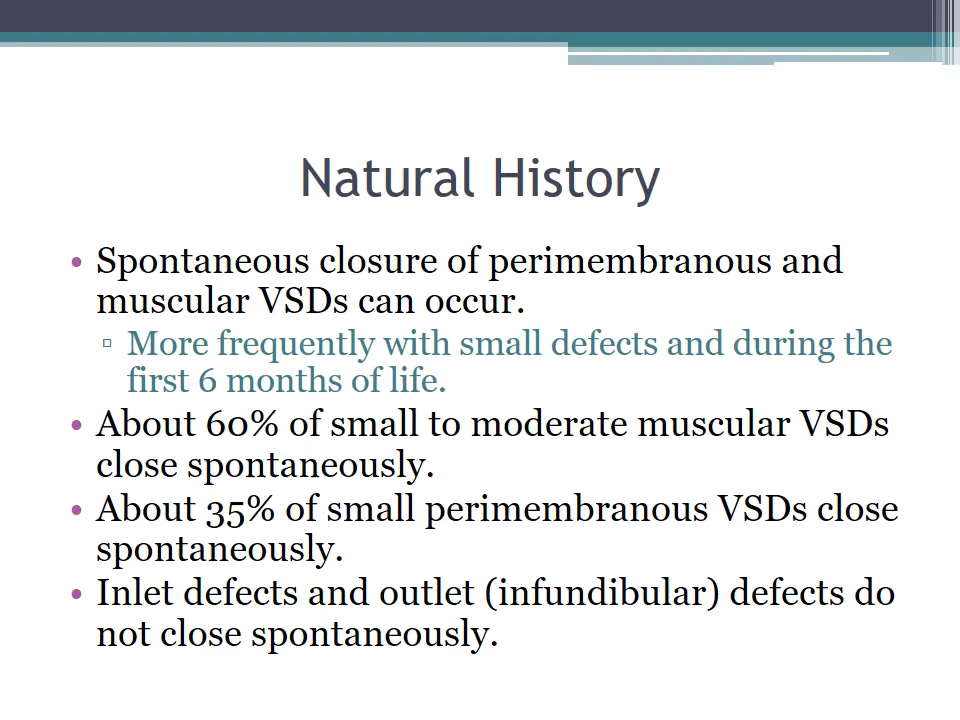 Natural History
• Spontaneous closure of perimembranous and
muscular VSDs can occur.
▫ More frequently with small defects and during the
first 6 months of life.
• About 60% of small to moderate muscular VSDs
close spontaneously.
• About 35% of small perimembranous VSDs close
spontaneously.
• Inlet defects and outlet (infundibular) defects do
not close spontaneously.